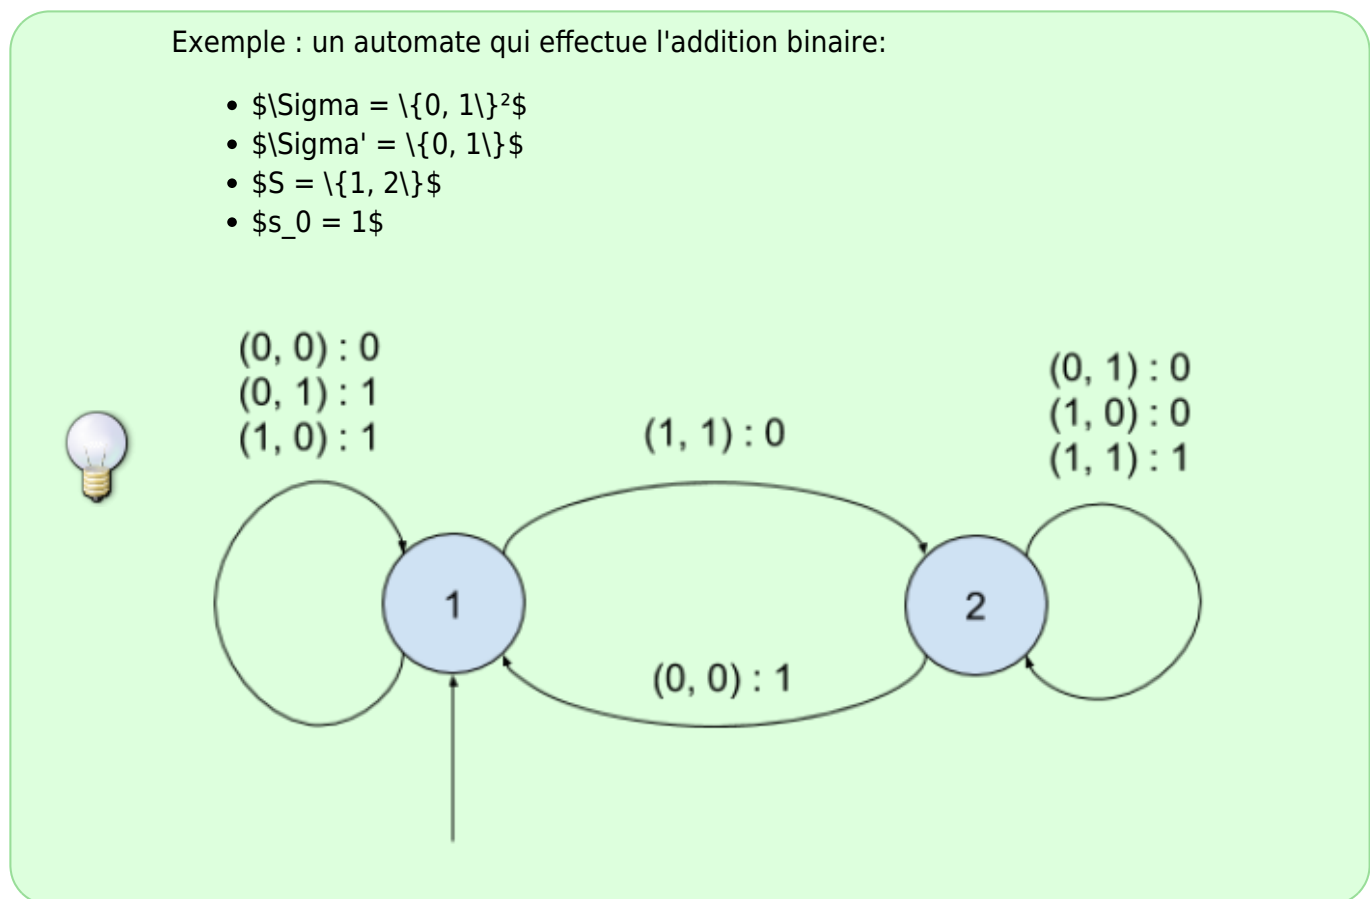 Exemple : un automate qui effectue l'addition binaire:
• $\Sigma = \{0, 1\}²$
• $\Sigma' = \{0, 1\}$
• $S = \{1, 2\}$
• $s_0 = 1$
(0, 0) : 0
(0, 1) : 1
(1, 0) : 1
(1, 1) : 0
(0, 1) : 0
(1, 0) : 0
(1, 1) : 1
1
2
(0, 0) : 1